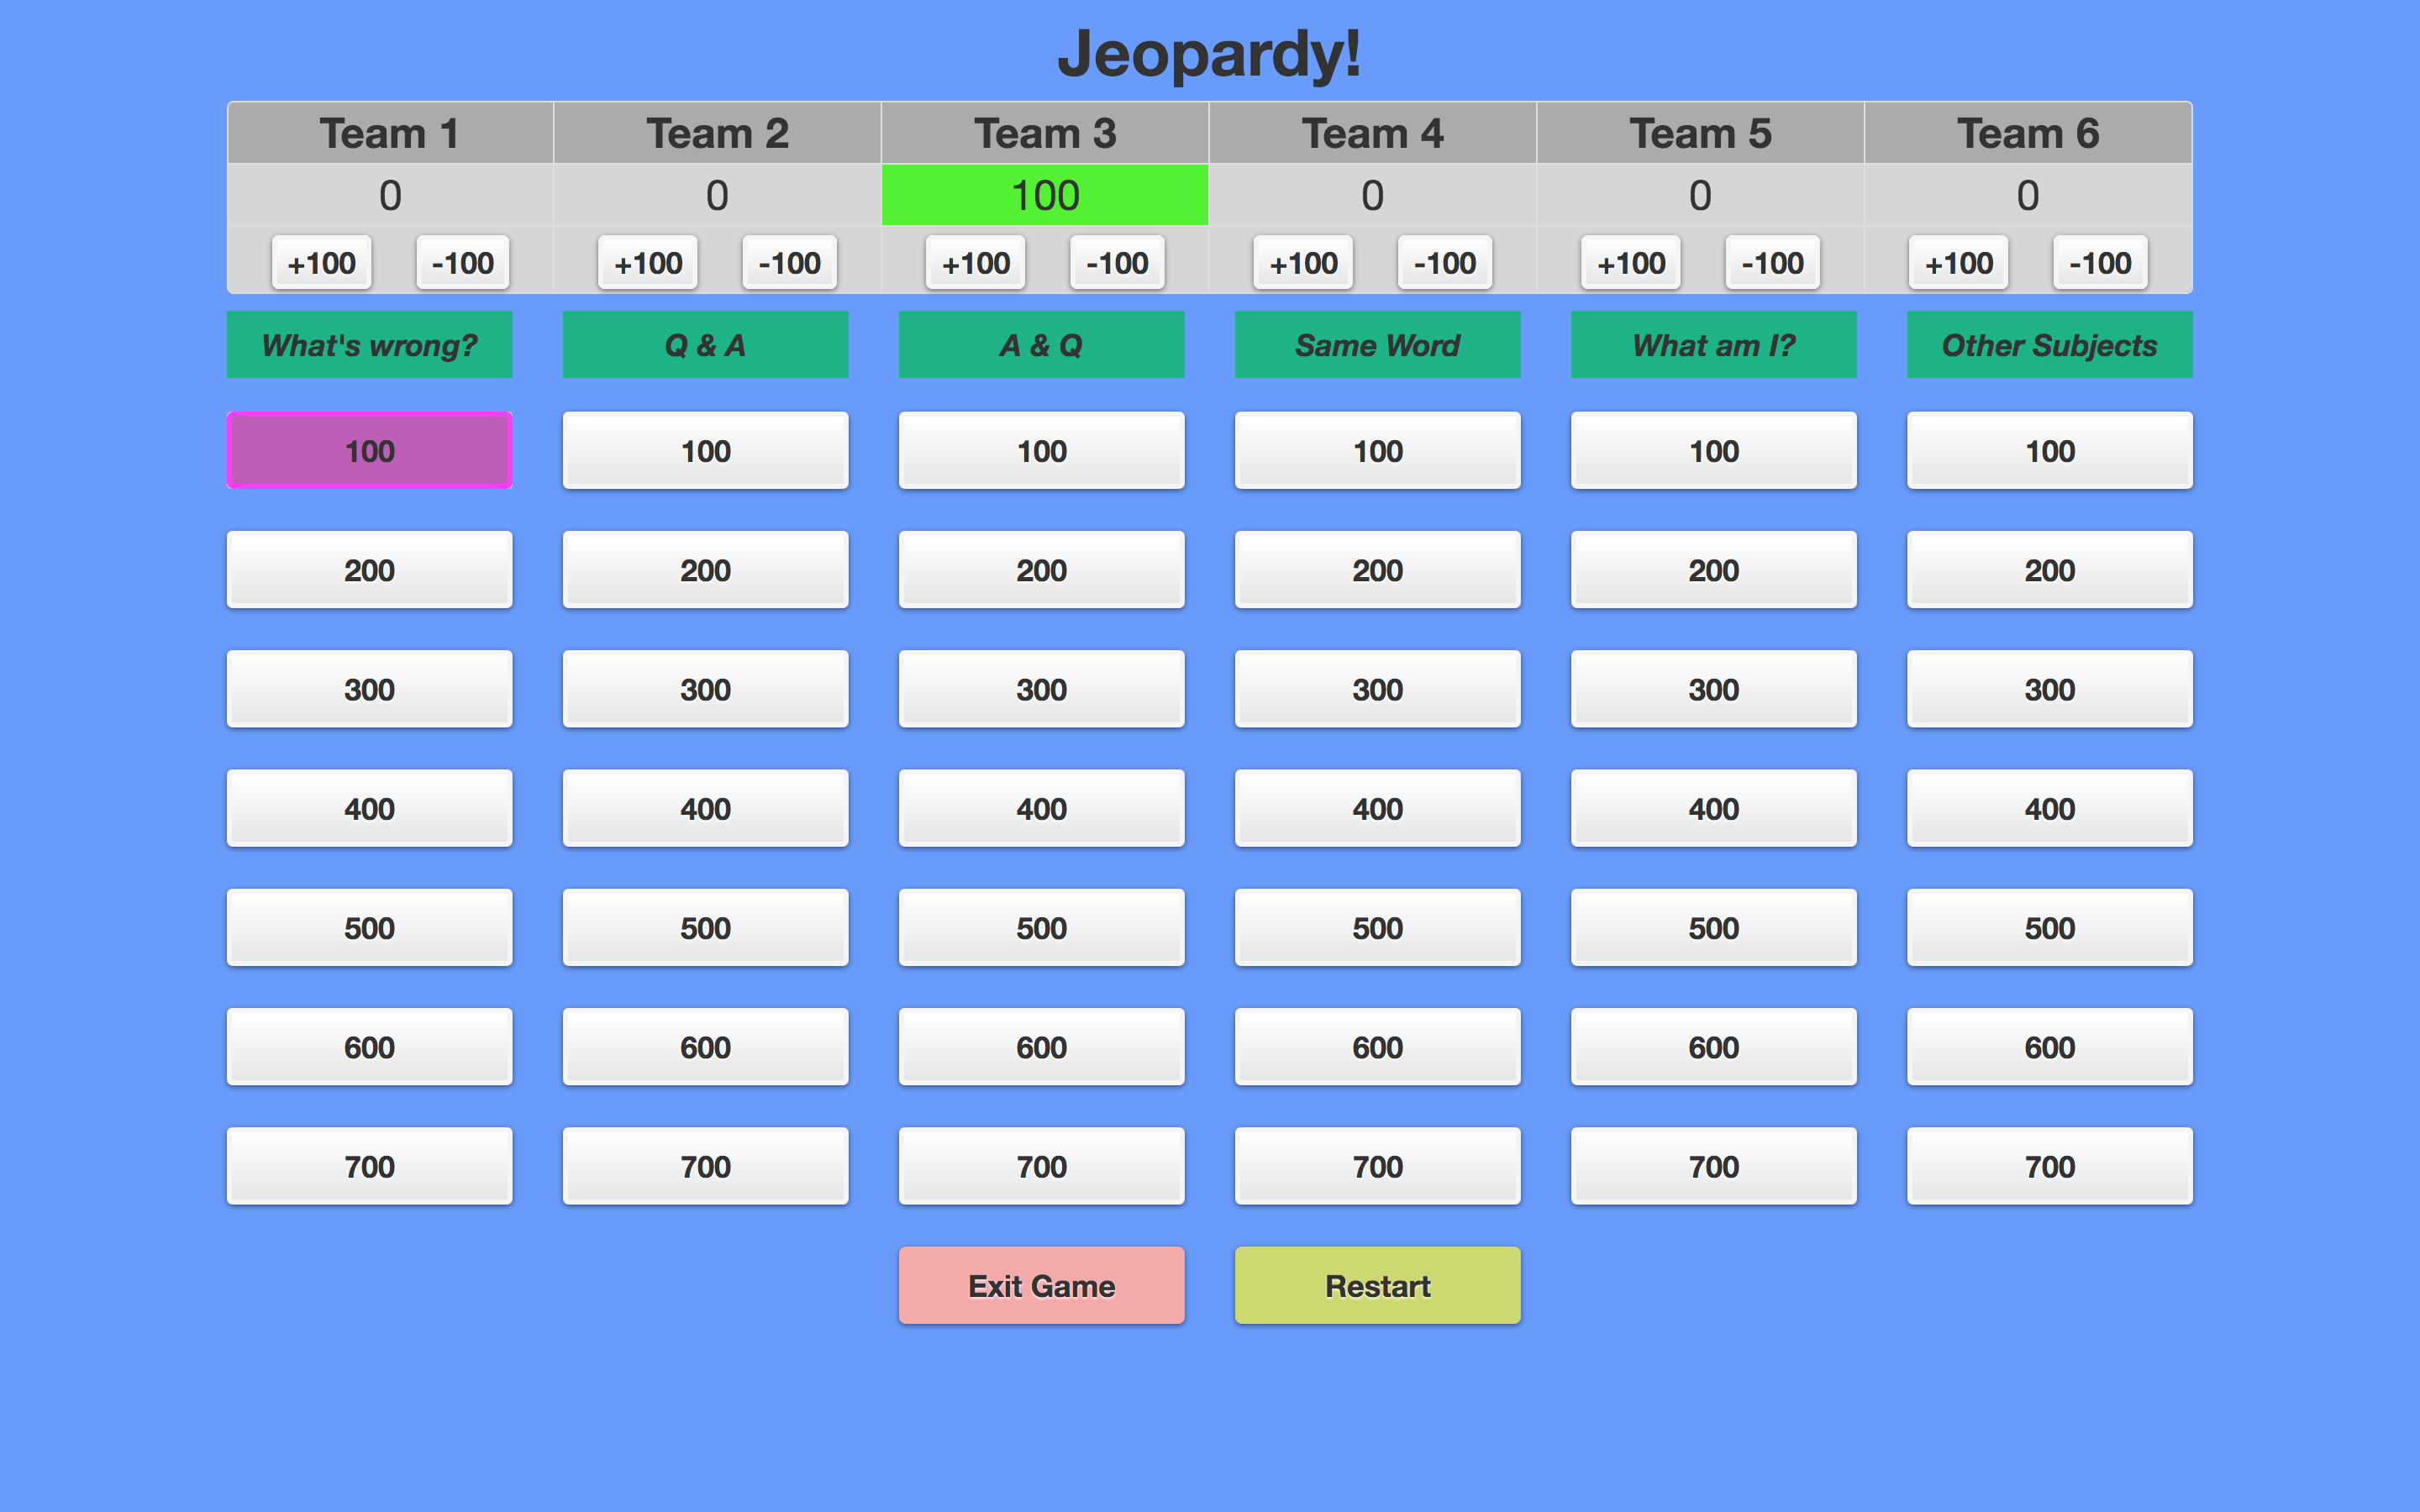 Jeopardy!
Team 1 Team 2 Team 3 Team 4 Team 5 Team 6
0 0 100 0 0 0
+100 -100 +100 -100 +100 -100 +100 -100 +100 -100 +100 -100
What's wrong? Q & A A & Q Same Word What am I? Other Subjects
100 100 100 100 100 100
200 200 200 200 200 200
300 300 300 300 300 300
400 400 400 400 400 400
500 500 500 500 500 500
600 600 600 600 600 600
700 700 700 700 700 700
Exit Game Restart